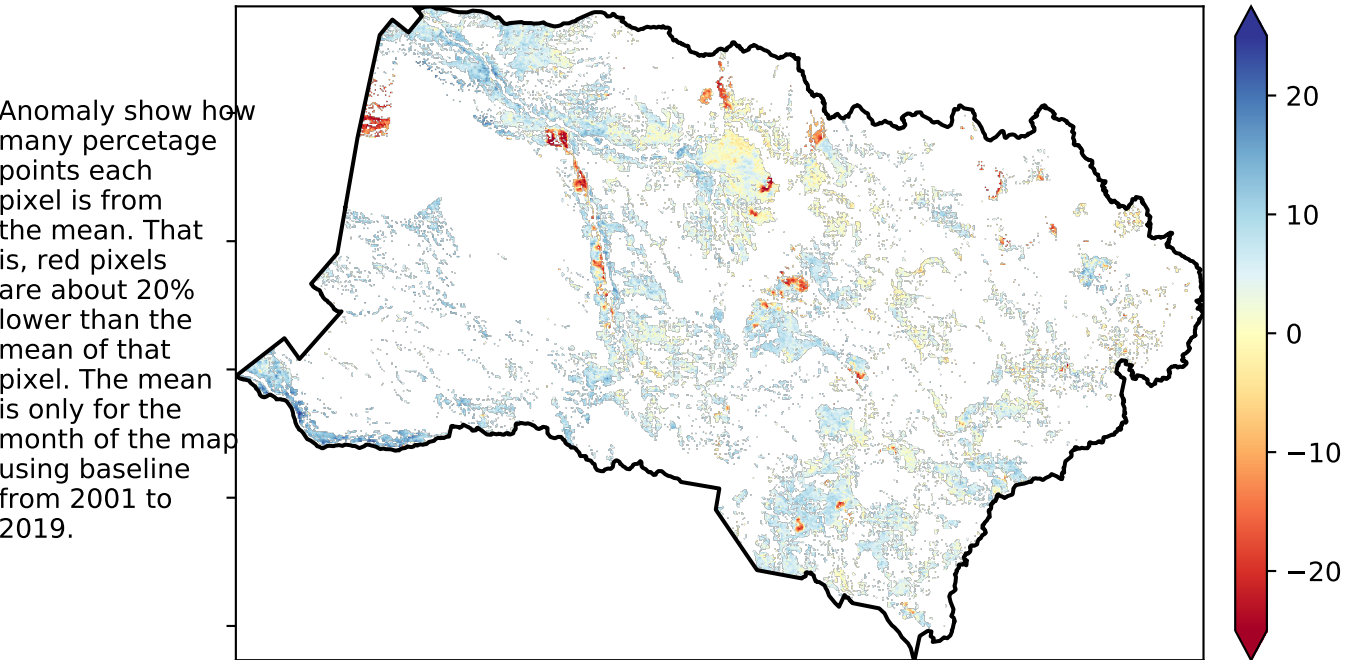 Anomaly show how
many percetage
points each
pixel is from
the mean. That
is, red pixels
are about 20%
lower than the
mean of that
pixel. The mean
is only for the
month of the map
using baseline
from 2001 to
2019.
20
10
0
−10
−20